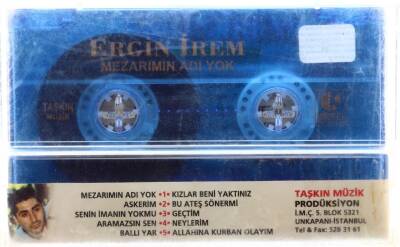 ERGİN İREM
MEZARIMIN ADI YOK
TAŞKIN
MÜZİK
MEZARIMIN ADI YOK •1• KIZLAR BENİ YAKTINIZ
ASKERIM •2• BU ATEŞ SÖNERMİ
SENİN İMANIN YOKMU •3• GEÇTİM
ARAMAZSIN SEN •4• NEYLERİM
BALLI YAR •5• ALLAHINA KURBAN OLAYIM
TAŞKIN MÜZİK
PRODÜKSİYON
İ.M.Ç. 5. BLOK 5321
UNKAPANI-İSTANBUL
Tel & Fax: 528 31 61